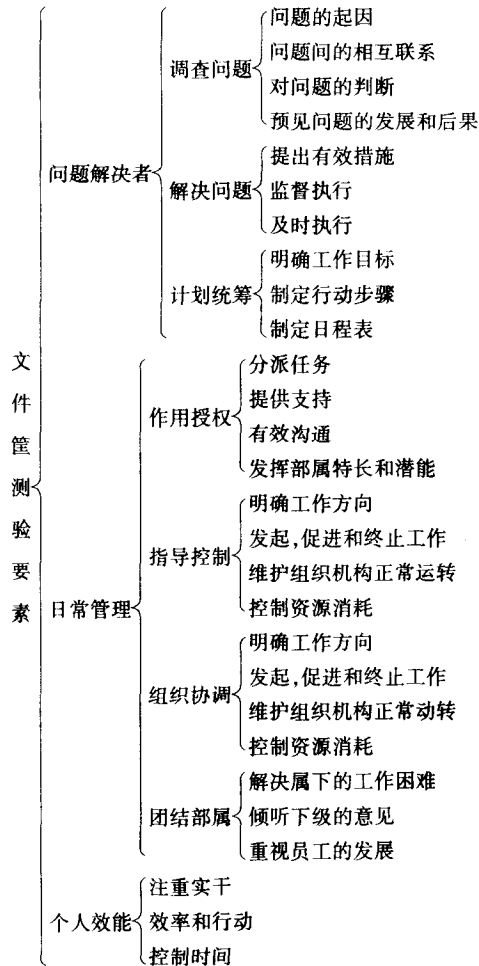 文件筐测验要素
问题解决者
调查问题
问题的起因
问题间的相互联系
对问题的判断
预见问题的发展和后果
解决问题
提出有效措施
监督执行
及时执行
计划统筹
明确工作目标
制定行动步骤
制定日程表
日常管理
作用授权
分派任务
提供支持
有效沟通
发挥部属特长和潜能
指导控制
明确工作方向
发起,促进和终止工作
维护组织机构正常运转
控制资源消耗
组织协调
明确工作方向
发起,促进和终止工作
维护组织机构正常动转
控制资源消耗
团结部属
解决属下的工作困难
倾听下级的意见
重视员工的发展
个人效能
注重实干
效率和行动
控制时间